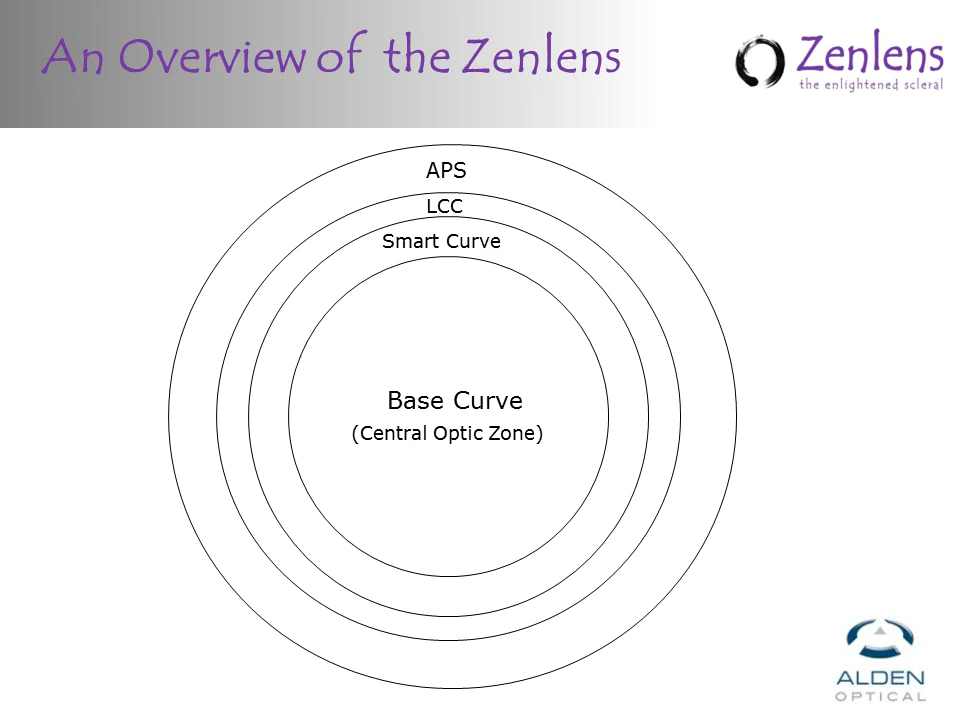 An Overview of the Zenlens
Zenlens
the enlightened scleral
APS
LCC
Smart Curve
Base Curve
(Central Optic Zone)
ALDEN
OPTICAL